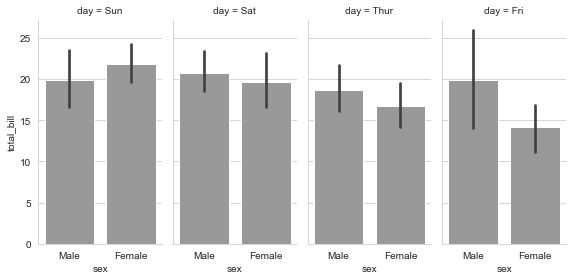 day = Sun
day = Sat
day = Thur
day = Fri
total_bill
25
20
15
10
5
0
Male Female
Male Female
Male Female
Male Female
sex
sex
sex
sex